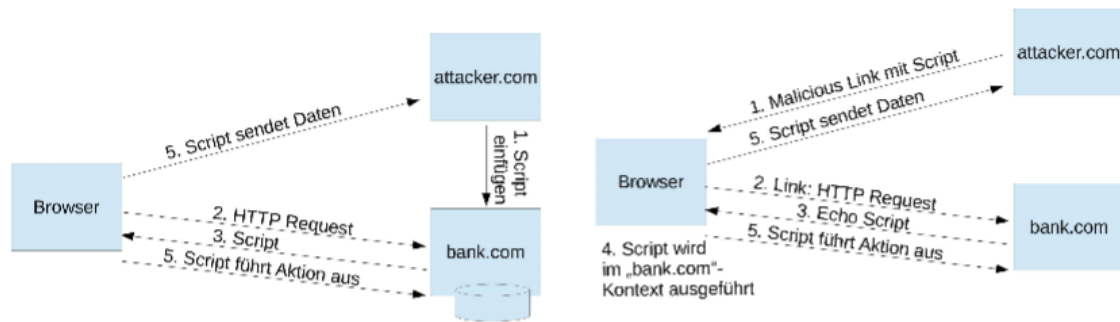 attacker.com
5. Script sendet Daten
1. Script
einfügen
Browser
2. HTTP Request
3. Script
5. Script führt Aktion aus
bank.com
attacker.com
1. Malicious Link mit Script
5. Script sendet Daten
Browser
2. Link: HTTP Request
3. Echo Script
5. Script führt Aktion aus
bank.com
4. Script wird
im „bank.com“-
Kontext ausgeführt